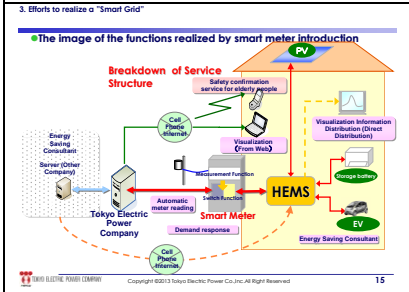 3. Efforts to realize a "Smart Grid"
The image of the functions realized by smart meter introduction
PV
Breakdown of Service
Structure
Safety confirmation
service for elderly people
Cell
Phone
Internet
Energy
Saving
Consultant
Server (Other
Company)
Visualization
(From Web)
Visualization Information
Distribution (Direct
Distribution)
Measurement Function
Switch Function
HEMS
Storage battery
Automatic
meter reading
Tokyo Electric
Power
Company
Smart Meter
Demand response
EV
Energy Saving Consultant
Cell
Phone
Internet
TOKYO ELECTRIC POWER COMPANY
Copyright ©2013 Tokyo Electric Power Co.,Inc.All Right Reserved
15